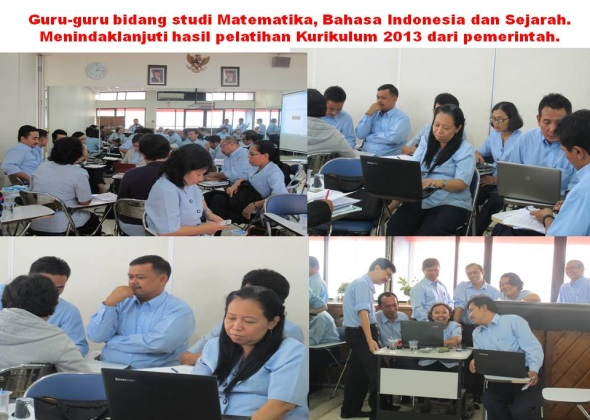 Guru-guru bidang studi Matematika, Bahasa Indonesia dan Sejarah.
Menindaklanjuti hasil pelatihan Kurikulum 2013 dari pemerintah.